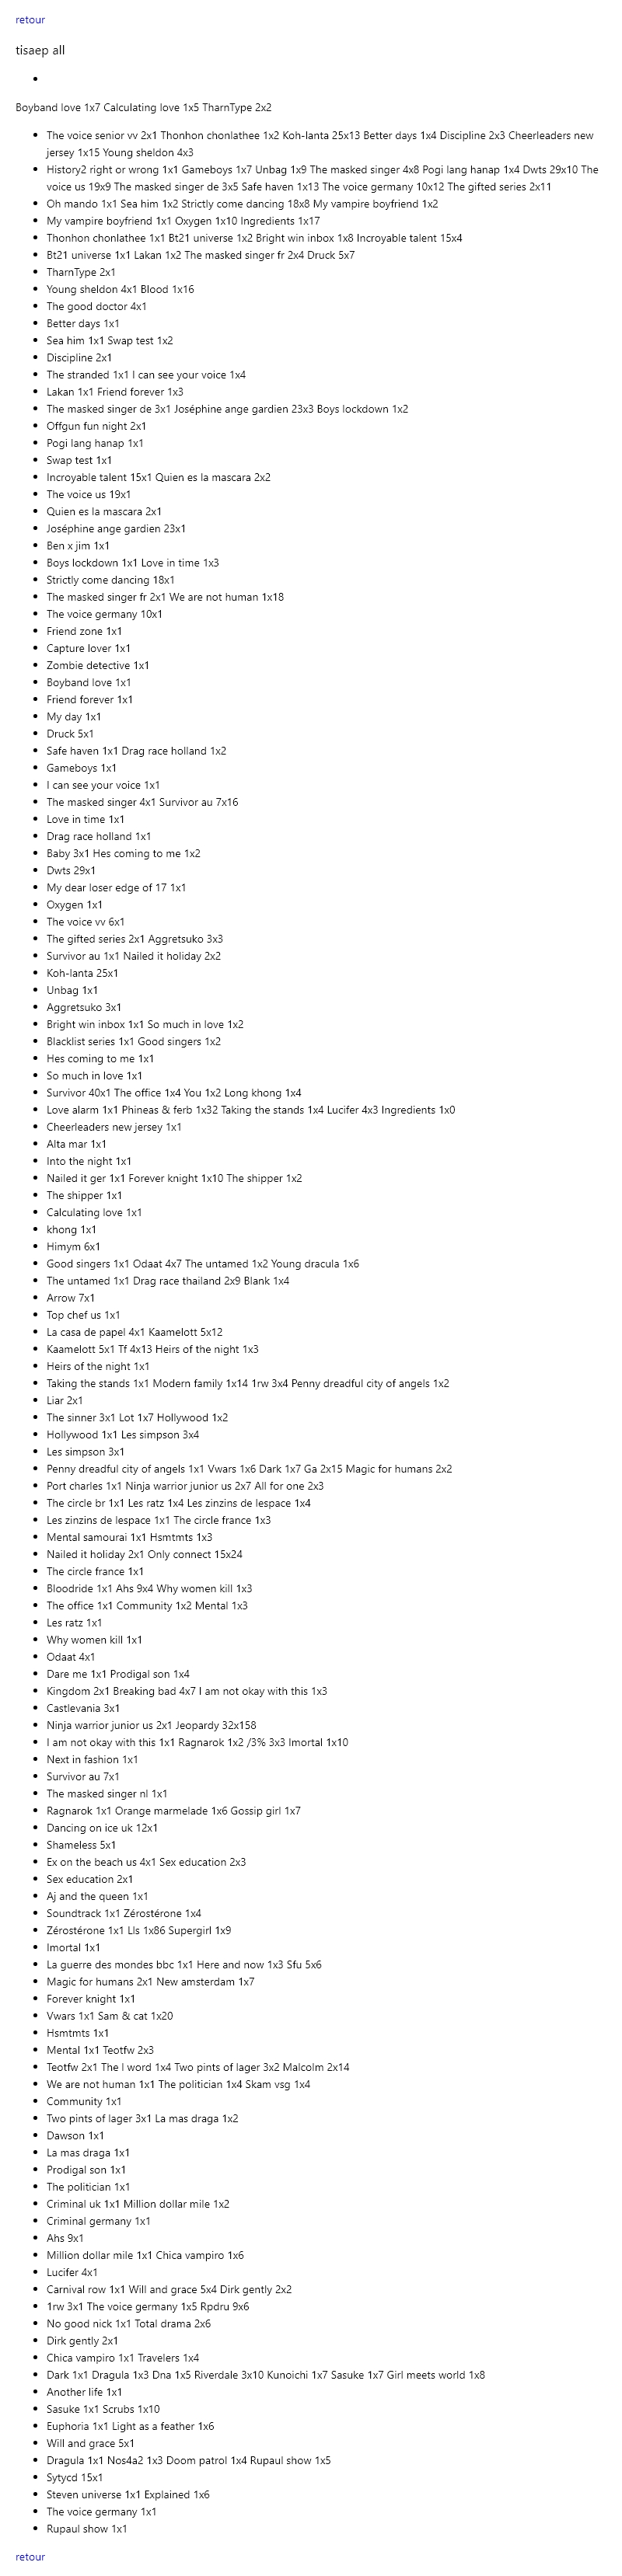 retour
tisaep all
Boyband love 1x7 Calculating love 1x5 TharnType 2x2
The voice senior vv 2x1 Thonhon chonlathee 1x2 Koh-lanta 25x13 Better days 1x4 Discipline 2x3 Cheerleaders new
jersey 1x15 Young sheldon 4x3
History2 right or wrong 1x1 Gameboys 1x7 Unbag 1x9 The masked singer 4x8 Pogi lang hanap 1x4 Dwts 29x10 The
voice us 19x9 The masked singer de 3x5 Safe haven 1x13 The voice germany 10x12 The gifted series 2x11
Oh mando 1x1 Sea him 1x2 Strictly come dancing 18x8 My vampire boyfriend 1x2
My vampire boyfriend 1x1 Oxygen 1x10 Ingredients 1x17
Thonhon chonlathee 1x1 Bt21 universe 1x2 Bright win inbox 1x8 Incroyable talent 15x4
Bt21 universe 1x1 Lakan 1x2 The masked singer fr 2x4 Druck 5x7
TharnType 2x1
Young sheldon 4x1 Blood 1x16
The good doctor 4x1
Better days 1x1
Sea him 1x1 Swap test 1x2
Discipline 2x1
The stranded 1x1 I can see your voice 1x4
Lakan 1x1 Friend forever 1x3
The masked singer de 3x1 Joséphine ange gardien 23x3 Boys lockdown 1x2
Offgun fun night 2x1
Pogi lang hanap 1x1
Swap test 1x1
Incroyable talent 15x1 Quien es la mascara 2x2
The voice us 19x1
Quien es la mascara 2x1
Joséphine ange gardien 23x1
Ben x jim 1x1
Boys lockdown 1x1 Love in time 1x3
Strictly come dancing 18x1
The masked singer fr 2x1 We are not human 1x18
The voice germany 10x1
Friend zone 1x1
Capture lover 1x1
Zombie detective 1x1
Boyband love 1x1
Friend forever 1x1
My day 1x1
Druck 5x1
Safe haven 1x1 Drag race holland 1x2
Gameboys 1x1
I can see your voice 1x1
The masked singer 4x1 Survivor au 7x16
Love in time 1x1
Drag race holland 1x1
Baby 3x1 Hes coming to me 1x2
Dwts 29x1
My dear loser edge of 17 1x1
Oxygen 1x1
The voice vv 6x1
The gifted series 2x1 Aggretsuko 3x3
Survivor au 1x1 Nailed it holiday 2x2
Koh-lanta 25x1
Unbag 1x1
Aggretsuko 3x1
Bright win inbox 1x1 So much in love 1x2
Blacklist series 1x1 Good singers 1x2
Hes coming to me 1x1
So much in love 1x1
Survivor 40x1 The office 1x4 You 1x2 Long khong 1x4
Love alarm 1x1 Phineas & ferb 1x32 Taking the stands 1x4 Lucifer 4x3 Ingredients 1x0
Cheerleaders new jersey 1x1
Alta mar 1x1
Into the night 1x1
Nailed it ger 1x1 Forever knight 1x10 The shipper 1x2
The shipper 1x1
Calculating love 1x1
khong 1x1
Himym 6x1
Good singers 1x1 Odaat 4x7 The untamed 1x2 Young dracula 1x6
The untamed 1x1 Drag race thailand 2x9 Blank 1x4
Arrow 7x1
Top chef us 1x1
La casa de papel 4x1 Kaamelott 5x12
Kaamelott 5x1 Tf 4x13 Heirs of the night 1x3
Heirs of the night 1x1
Taking the stands 1x1 Modern family 1x14 1rw 3x4 Penny dreadful city of angels 1x2
Liar 2x1
The sinner 3x1 Lot 1x7 Hollywood 1x2
Hollywood 1x1 Les simpson 3x4
Les simpson 3x1
Penny dreadful city of angels 1x1 Vwars 1x6 Dark 1x7 Ga 2x15 Magic for humans 2x2
Port charles 1x1 Ninja warrior junior us 2x7 All for one 2x3
The circle br 1x1 Les ratz 1x4 Les zinzins de lespace 1x4
Les zinzins de lespace 1x1 The circle france 1x3
Mental samourai 1x1 Hsmtmts 1x3
Nailed it holiday 2x1 Only connect 15x24
The circle france 1x1
Bloodride 1x1 Ahs 9x4 Why women kill 1x3
The office 1x1 Community 1x2 Mental 1x3
Les ratz 1x1
Why women kill 1x1
Odaat 4x1
Dare me 1x1 Prodigal son 1x4
Kingdom 2x1 Breaking bad 4x7 I am not okay with this 1x3
Castlevania 3x1
Ninja warrior junior us 2x1 Jeopardy 32x158
I am not okay with this 1x1 Ragnarok 1x2 /3% 3x3 Imortal 1x10
Next in fashion 1x1
Survivor au 7x1
The masked singer nl 1x1
Ragnarok 1x1 Orange marmelade 1x6 Gossip girl 1x7
Dancing on ice uk 12x1
Shameless 5x1
Ex on the beach us 4x1 Sex education 2x3
Sex education 2x1
Aj and the queen 1x1
Soundtrack 1x1 Zérostérone 1x4
Zérostérone 1x1 Lls 1x86 Supergirl 1x9
Imortal 1x1
La guerre des mondes bbc 1x1 Here and now 1x3 Sfu 5x6
Magic for humans 2x1 New amsterdam 1x7
Forever knight 1x1
Vwars 1x1 Sam & cat 1x20
Hsmtmts 1x1
Mental 1x1 Teotfw 2x3
Teotfw 2x1 The l word 1x4 Two pints of lager 3x2 Malcolm 2x14
We are not human 1x1 The politician 1x4 Skam vsg 1x4
Community 1x1
Two pints of lager 3x1 La mas draga 1x2
Dawson 1x1
La mas draga 1x1
Prodigal son 1x1
The politician 1x1
Criminal uk 1x1 Million dollar mile 1x2
Criminal germany 1x1
Ahs 9x1
Million dollar mile 1x1 Chica vampiro 1x6
Lucifer 4x1
Carnival row 1x1 Will and grace 5x4 Dirk gently 2x2
1rw 3x1 The voice germany 1x5 Rpdru 9x6
No good nick 1x1 Total drama 2x6
Dirk gently 2x1
Chica vampiro 1x1 Travelers 1x4
Dark 1x1 Dragula 1x3 Dna 1x5 Riverdale 3x10 Kunoichi 1x7 Sasuke 1x7 Girl meets world 1x8
Another life 1x1
Sasuke 1x1 Scrubs 1x10
Euphoria 1x1 Light as a feather 1x6
Will and grace 5x1
Dragula 1x1 Nos4a2 1x3 Doom patrol 1x4 Rupaul show 1x5
Sytycd 15x1
Steven universe 1x1 Explained 1x6
The voice germany 1x1
Rupaul show 1x1
retour